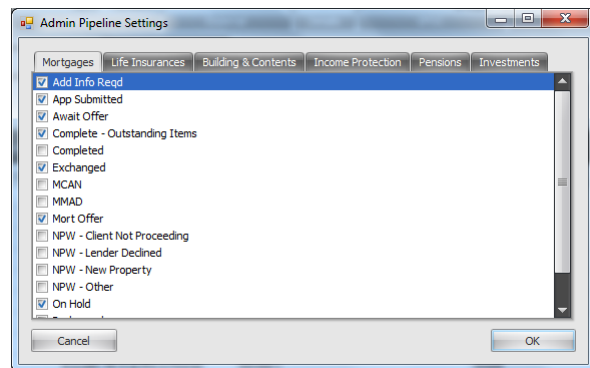 Admin Pipeline Settings
Mortgages Life Insurances Building & Contents Income Protection Pensions Investments
Add Info Reqd
App Submitted
Await Offer
Complete - Outstanding Items
Completed
Exchanged
MCAN
MMAD
Mort Offer
NPW - Client Not Proceeding
NPW - Lender Declined
NPW - New Property
NPW - Other
On Hold
Cancel OK